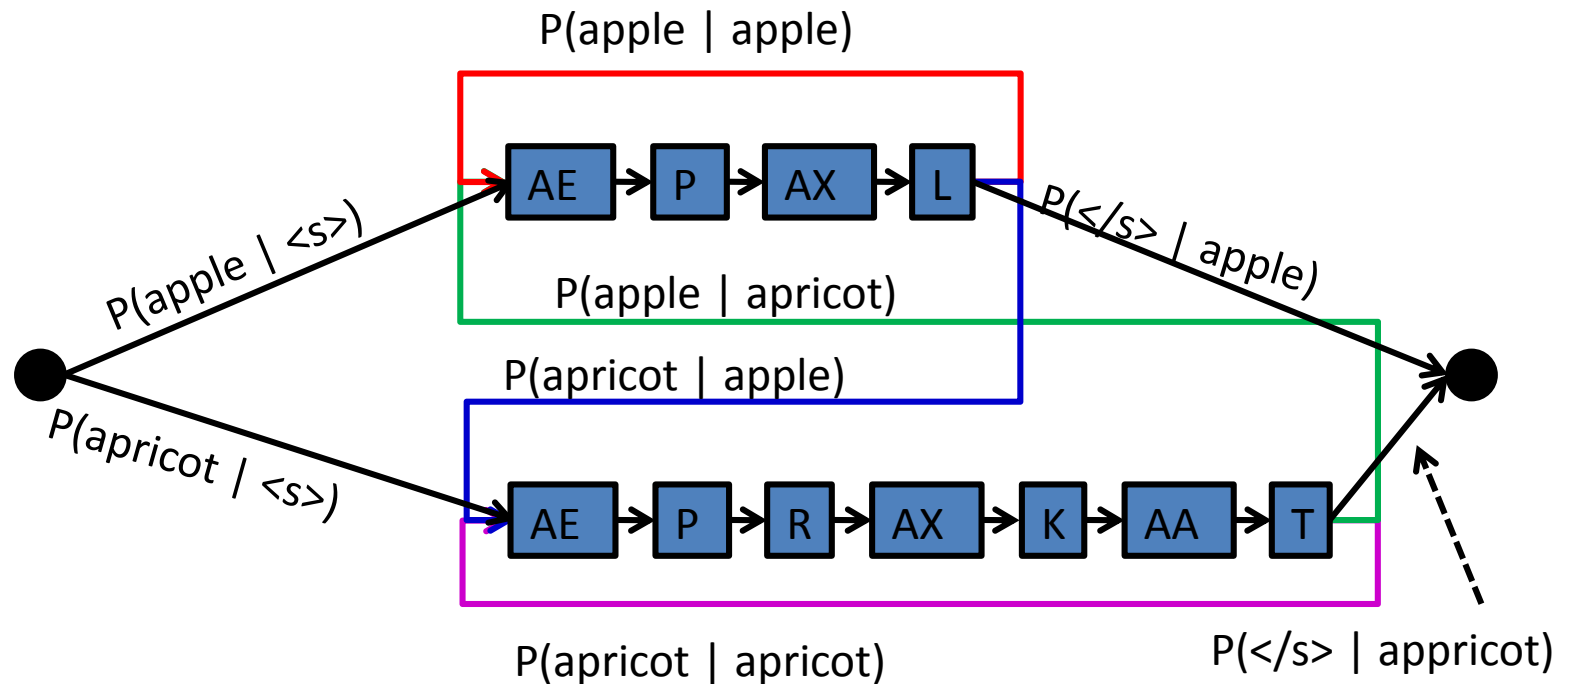 P(apple | apple)
AE P AX L
P(apple | <s>)
P(</s> | apple)
P(apple | apricot)
P(apricot | apple)
P(apricot | <s>)
AE P R AX K AA T
P(apricot | apricot)
P(</s> | appricot)